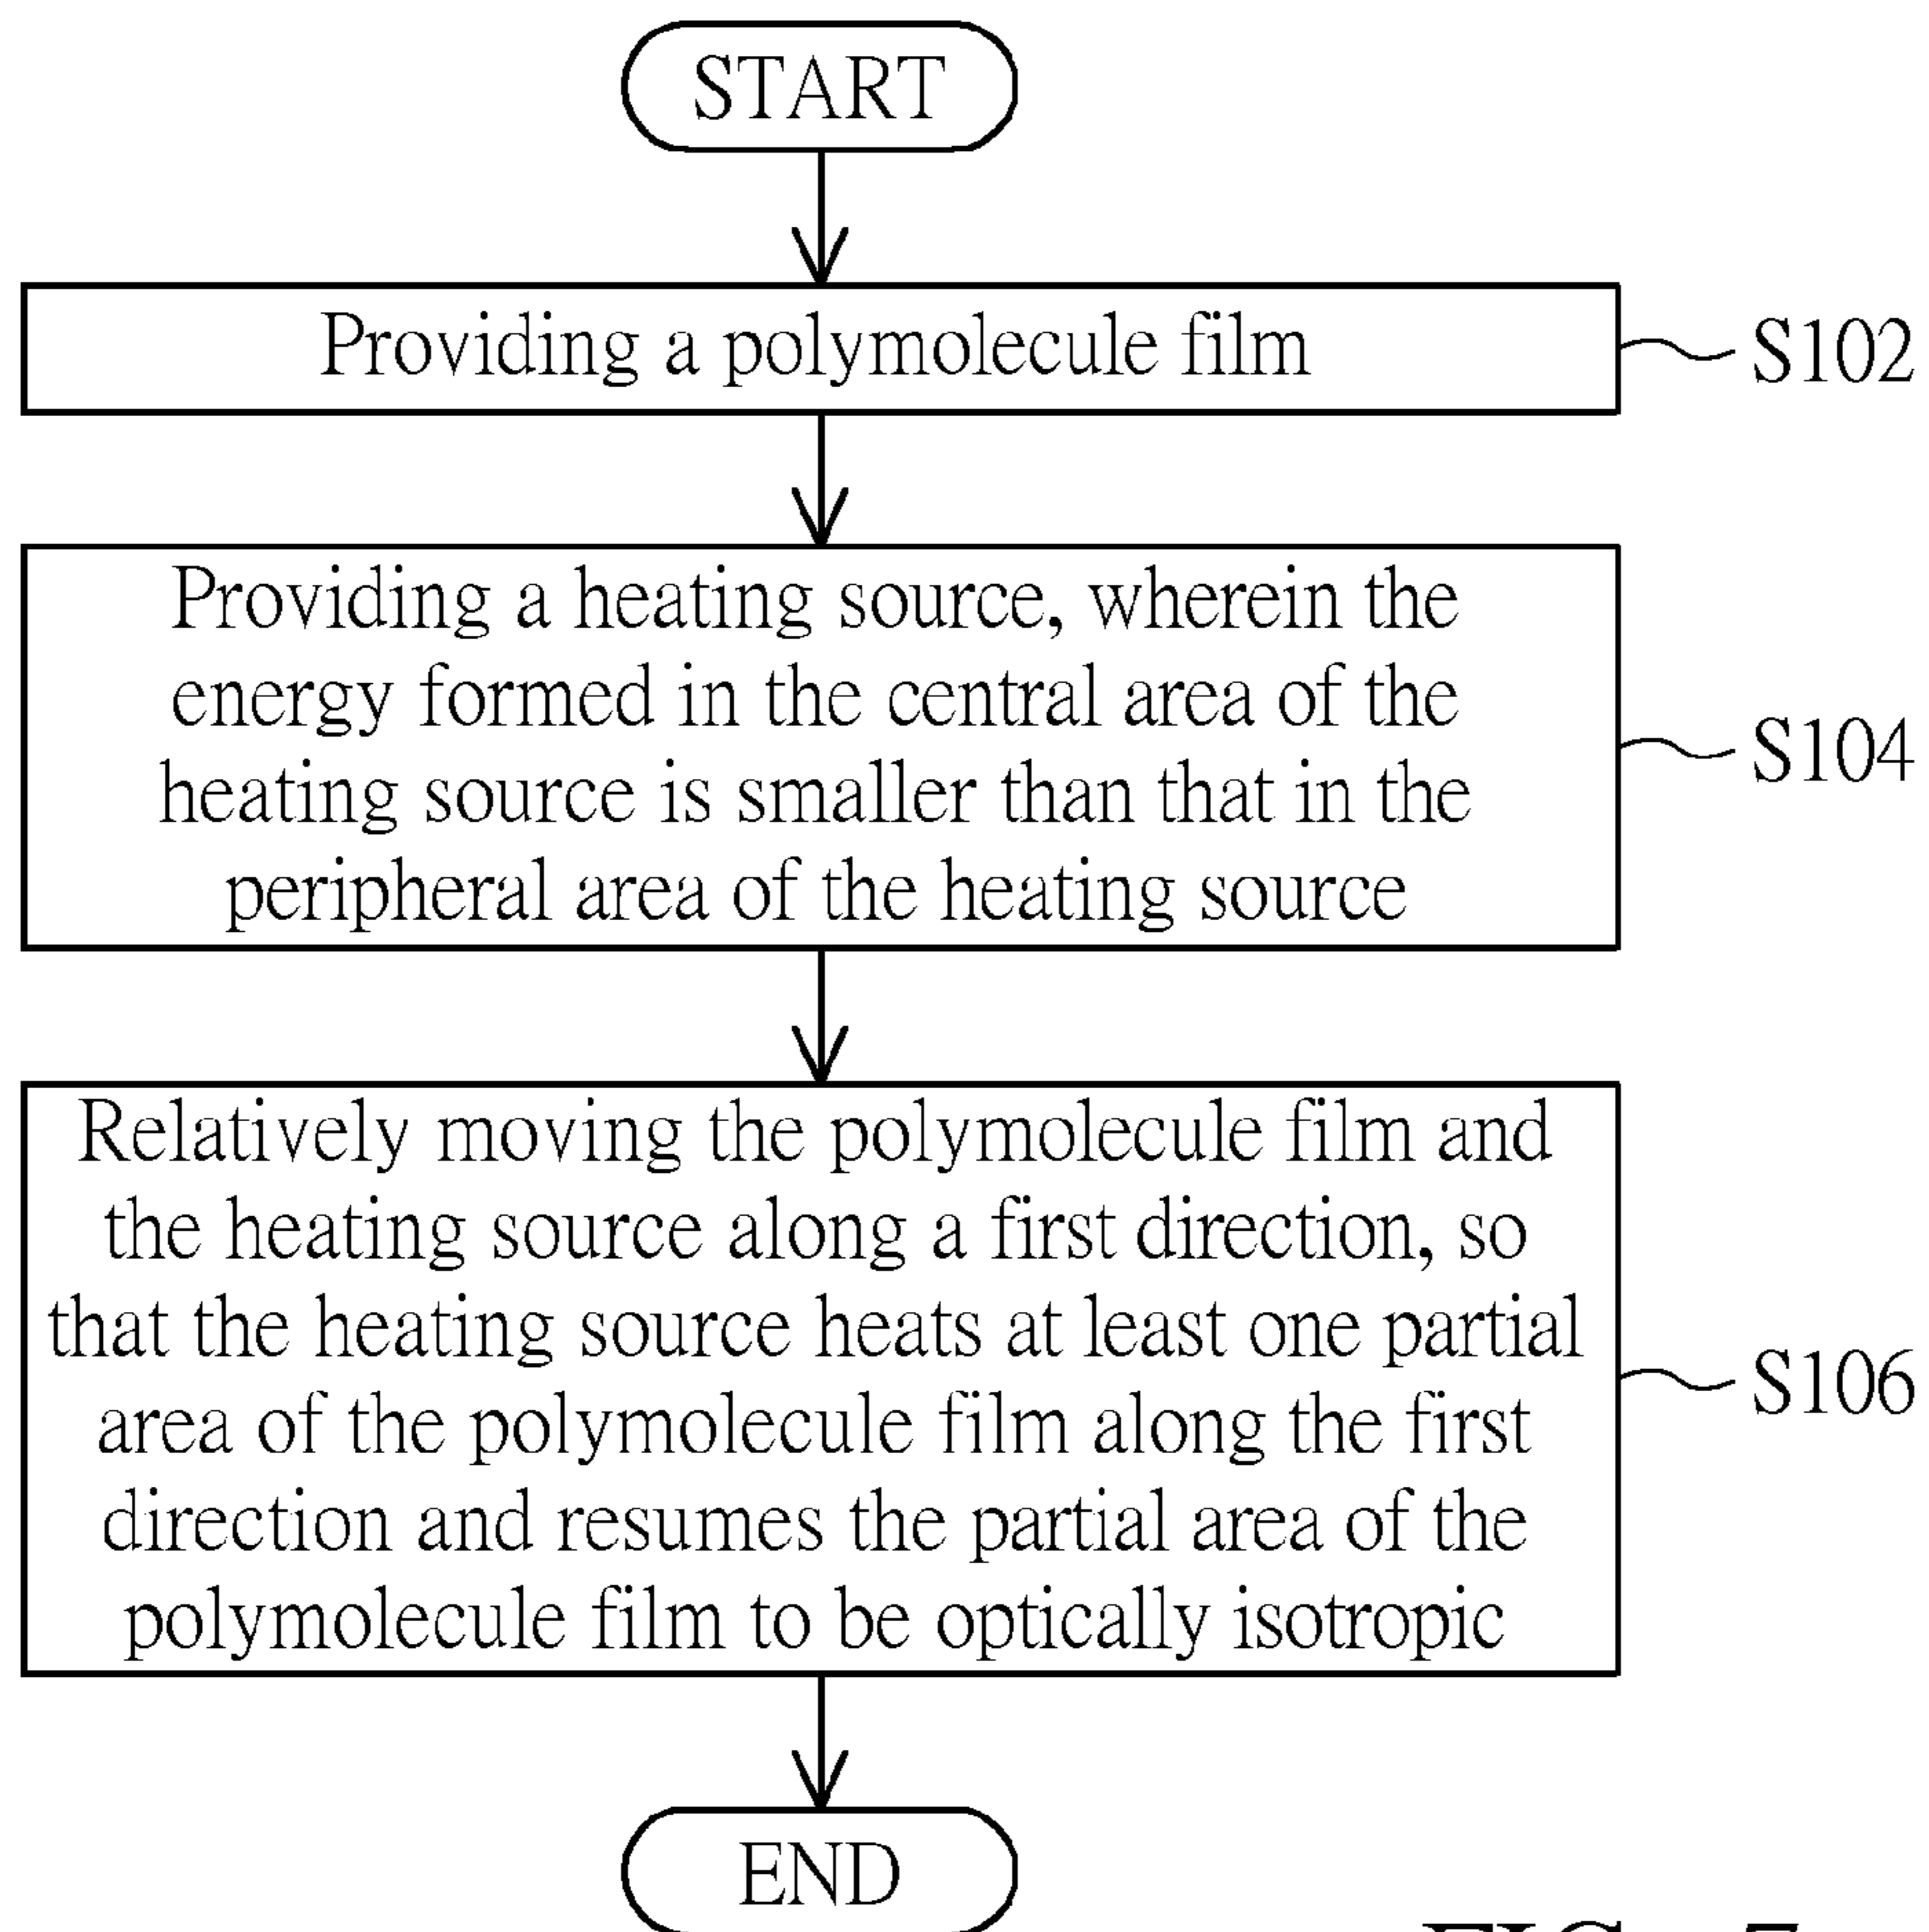 START
Providing a polymolecule film
S102
Providing a heating source, wherein the
energy formed in the central area of the
heating source is smaller than that in the
peripheral area of the heating source
S104
Relatively moving the polymolecule film and
the heating source along a first direction, so
that the heating source heats at least one partial
area of the polymolecule film along the first
direction and resumes the partial area of the
polymolecule film to be optically isotropic
S106
END